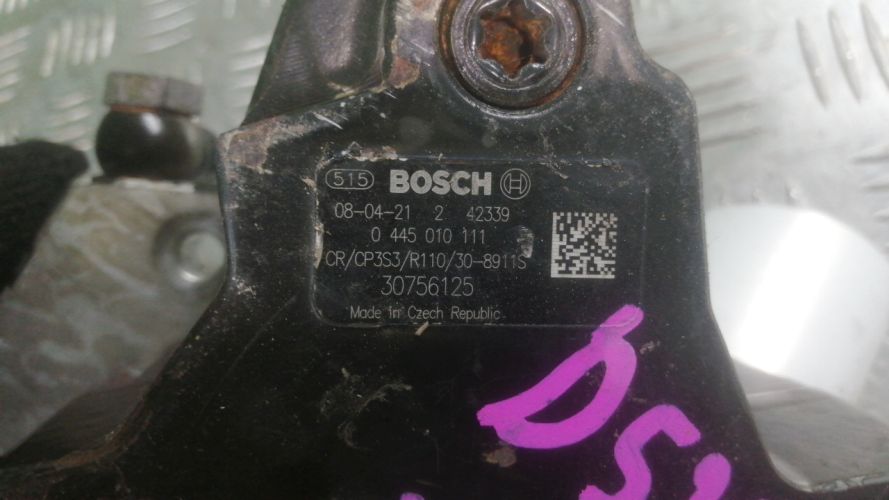 515 BOSCH
08-04-21 2 42339
0 445 010 111
CR/CP3S3/R110/30-8911S
30756125
Made in Czech Republic
D5